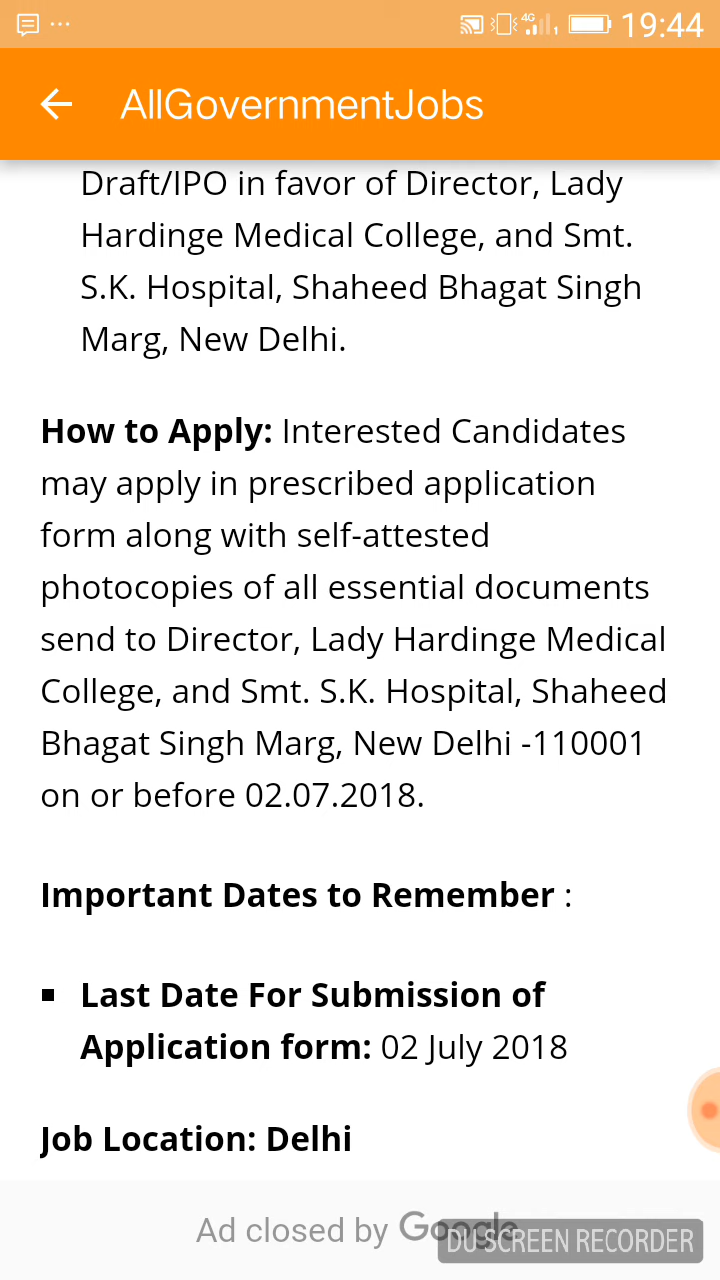 4G 19:44
AllGovernmentJobs
Draft/IPO in favor of Director, Lady
Hardinge Medical College, and Smt.
S.K. Hospital, Shaheed Bhagat Singh
Marg, New Delhi.
How to Apply: Interested Candidates
may apply in prescribed application
form along with self-attested
photocopies of all essential documents
send to Director, Lady Hardinge Medical
College, and Smt. S.K. Hospital, Shaheed
Bhagat Singh Marg, New Delhi -110001
on or before 02.07.2018.
Important Dates to Remember :
Last Date For Submission of
Application form: 02 July 2018
Job Location: Delhi
Ad closed by Google
DU SCREEN RECORDER